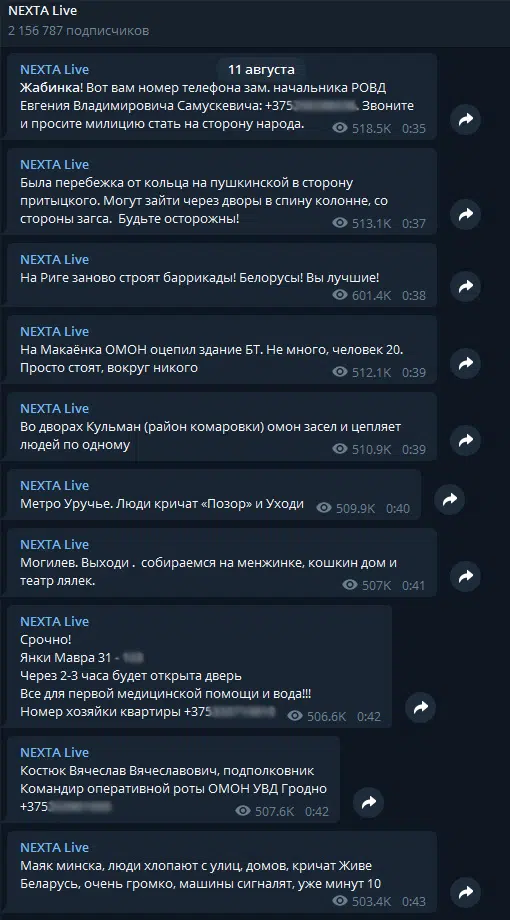 NEXTA Live
2 156 787 подписчиков
NEXTA Live
11 августа
Жабинка! Вот вам номер телефона зам. начальника РОВД
Евгения Владимировича Самускевича: +375 . Звоните
и просите милицию стать на сторону народа.
518.5K 0:35
NEXTA Live
Была перебежка от кольца на пушкинской в сторону
притыцкого. Могут зайти через дворы в спину колонне, со
стороны загса. Будьте осторожны!
513.1K 0:37
NEXTA Live
На Риге заново строят баррикады! Белорусы! Вы лучшие!
601.4K 0:38
NEXTA Live
На Макаёнка ОМОН оцепил здание БТ. Не много, человек 20.
Просто стоят, вокруг никого
512.1K 0:39
NEXTA Live
Во дворах Кульман (район комаровки) омон засел и цепляет
людей по одному
510.9K 0:39
NEXTA Live
Метро Уручье. Люди кричат «Позор» и Уходи
509.9K 0:40
NEXTA Live
Могилев. Выходи . собираемся на менжинке, кошкин дом и
театр лялек.
507K 0:41
NEXTA Live
Срочно!
Янки Мавра 31 -
Через 2-3 часа будет открыта дверь
Все для первой медицинской помощи и вода!!!
Номер хозяйки квартиры +375
506.6K 0:42
NEXTA Live
Костюк Вячеслав Вячеславович, подполковник
Командир оперативной роты ОМОН УВД Гродно
+375
507.6K 0:42
NEXTA Live
Маяк минска, люди хлопают с улиц, домов, кричат Живе
Беларусь, очень громко, машины сигналят, уже минут 10
503.4K 0:43